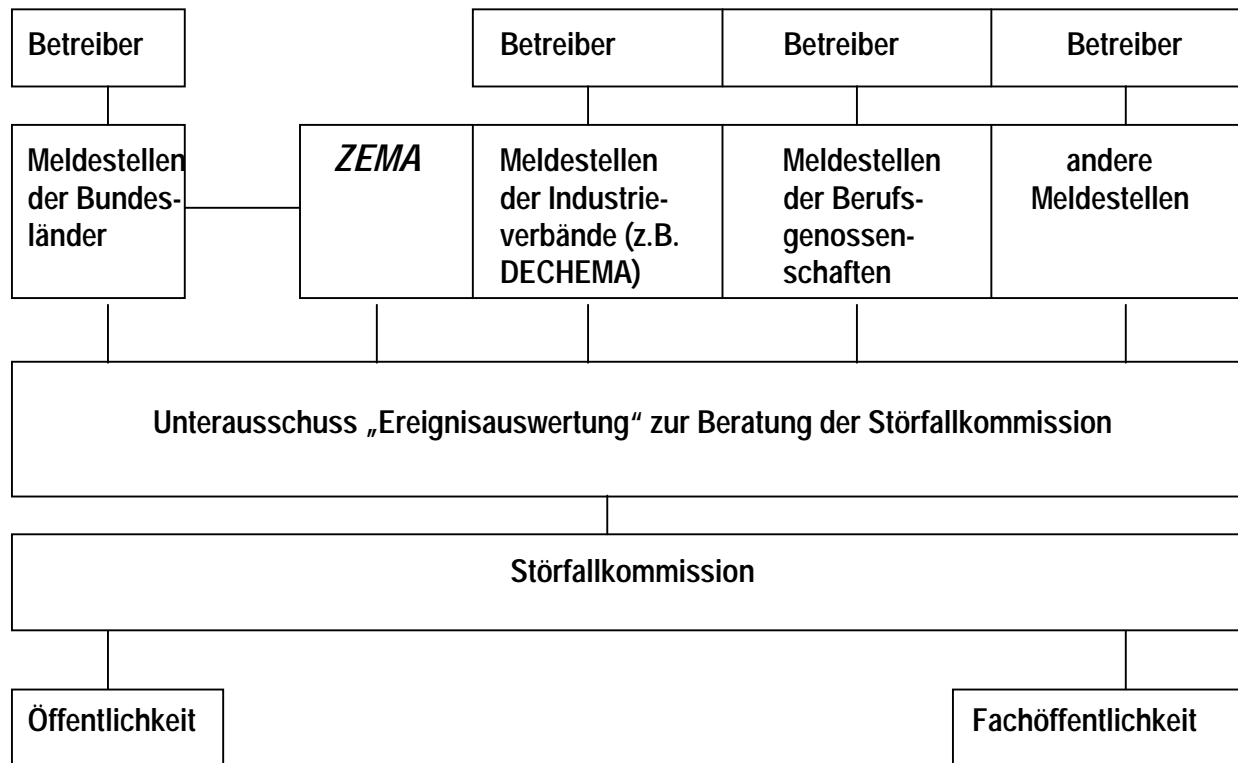 Betreiber
Betreiber
Betreiber
Betreiber
Meldestellen
der Bundes-
länder
ZEMA
Meldestellen
der Industrie-
verbände (z.B.
DECHEMA)
Meldestellen
der Berufs-
genossen-
schaften
andere
Meldestellen
Unterausschuss „Ereignisauswertung“ zur Beratung der Störfallkommission
Störfallkommission
Öffentlichkeit
Fachöffentlichkeit